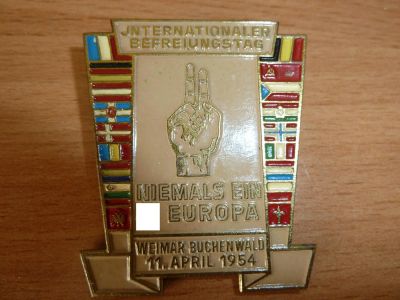 JNTERNATIONALER
BEFREIUNGSTAG
NIEMALS EIN
EUROPA
WEIMAR BUCHENWALD
11. APRIL 1954